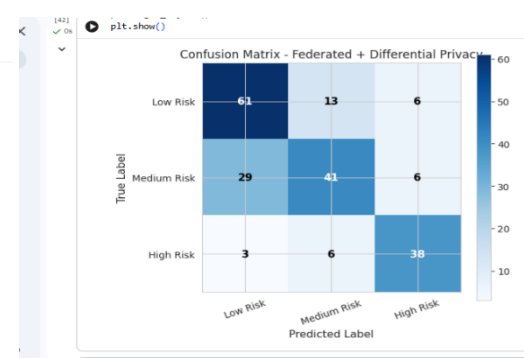 [42]
0s
plt.show()
Confusion Matrix - Federated + Differential Privacy
True Label
Low Risk 61 13 6
Medium Risk 29 41 6
High Risk 3 6 38
Low Risk Medium Risk High Risk
Predicted Label
60
50
40
30
20
10